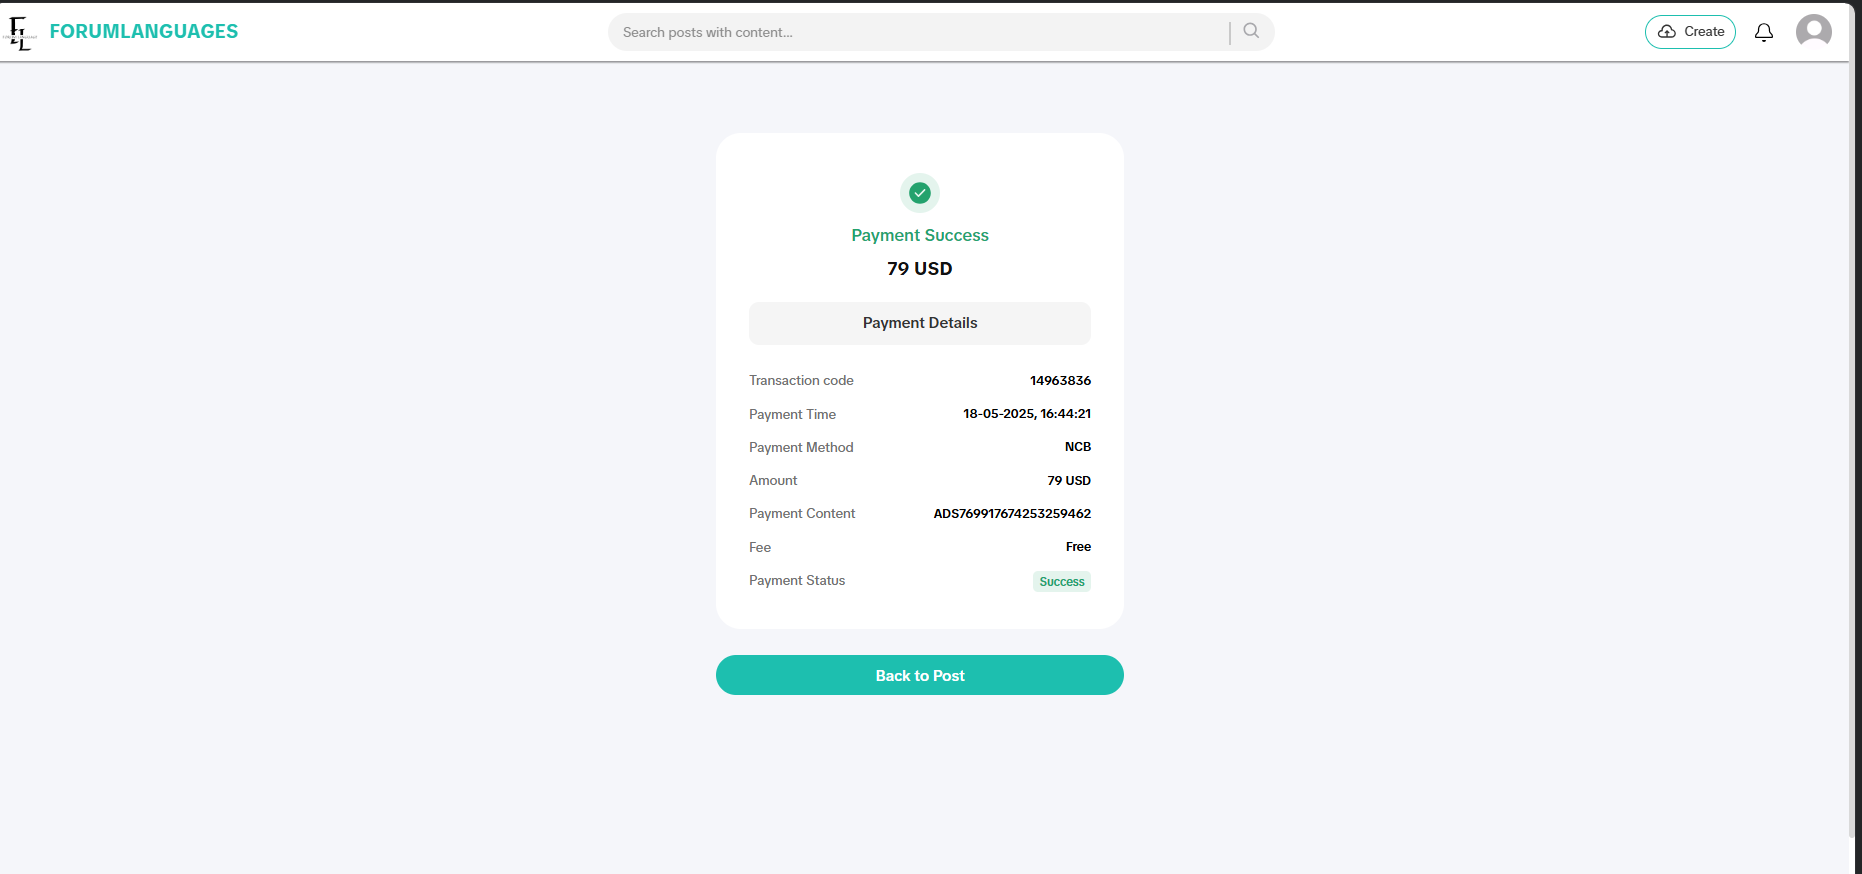 FORUMLANGUAGES
Search posts with content...
Create
Payment Success
79 USD
Payment Details
Transaction code 14963836
Payment Time 18-05-2025, 16:44:21
Payment Method NCB
Amount 79 USD
Payment Content ADS769917674253259462
Fee Free
Payment Status Success
Back to Post